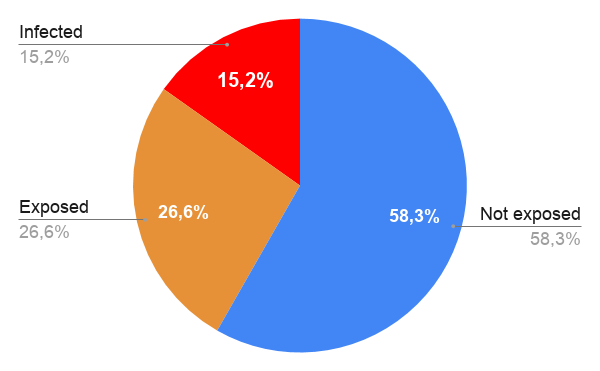 Infected
15,2%
15,2%
Exposed
26,6%
26,6%
58,3%
Not exposed
58,3%